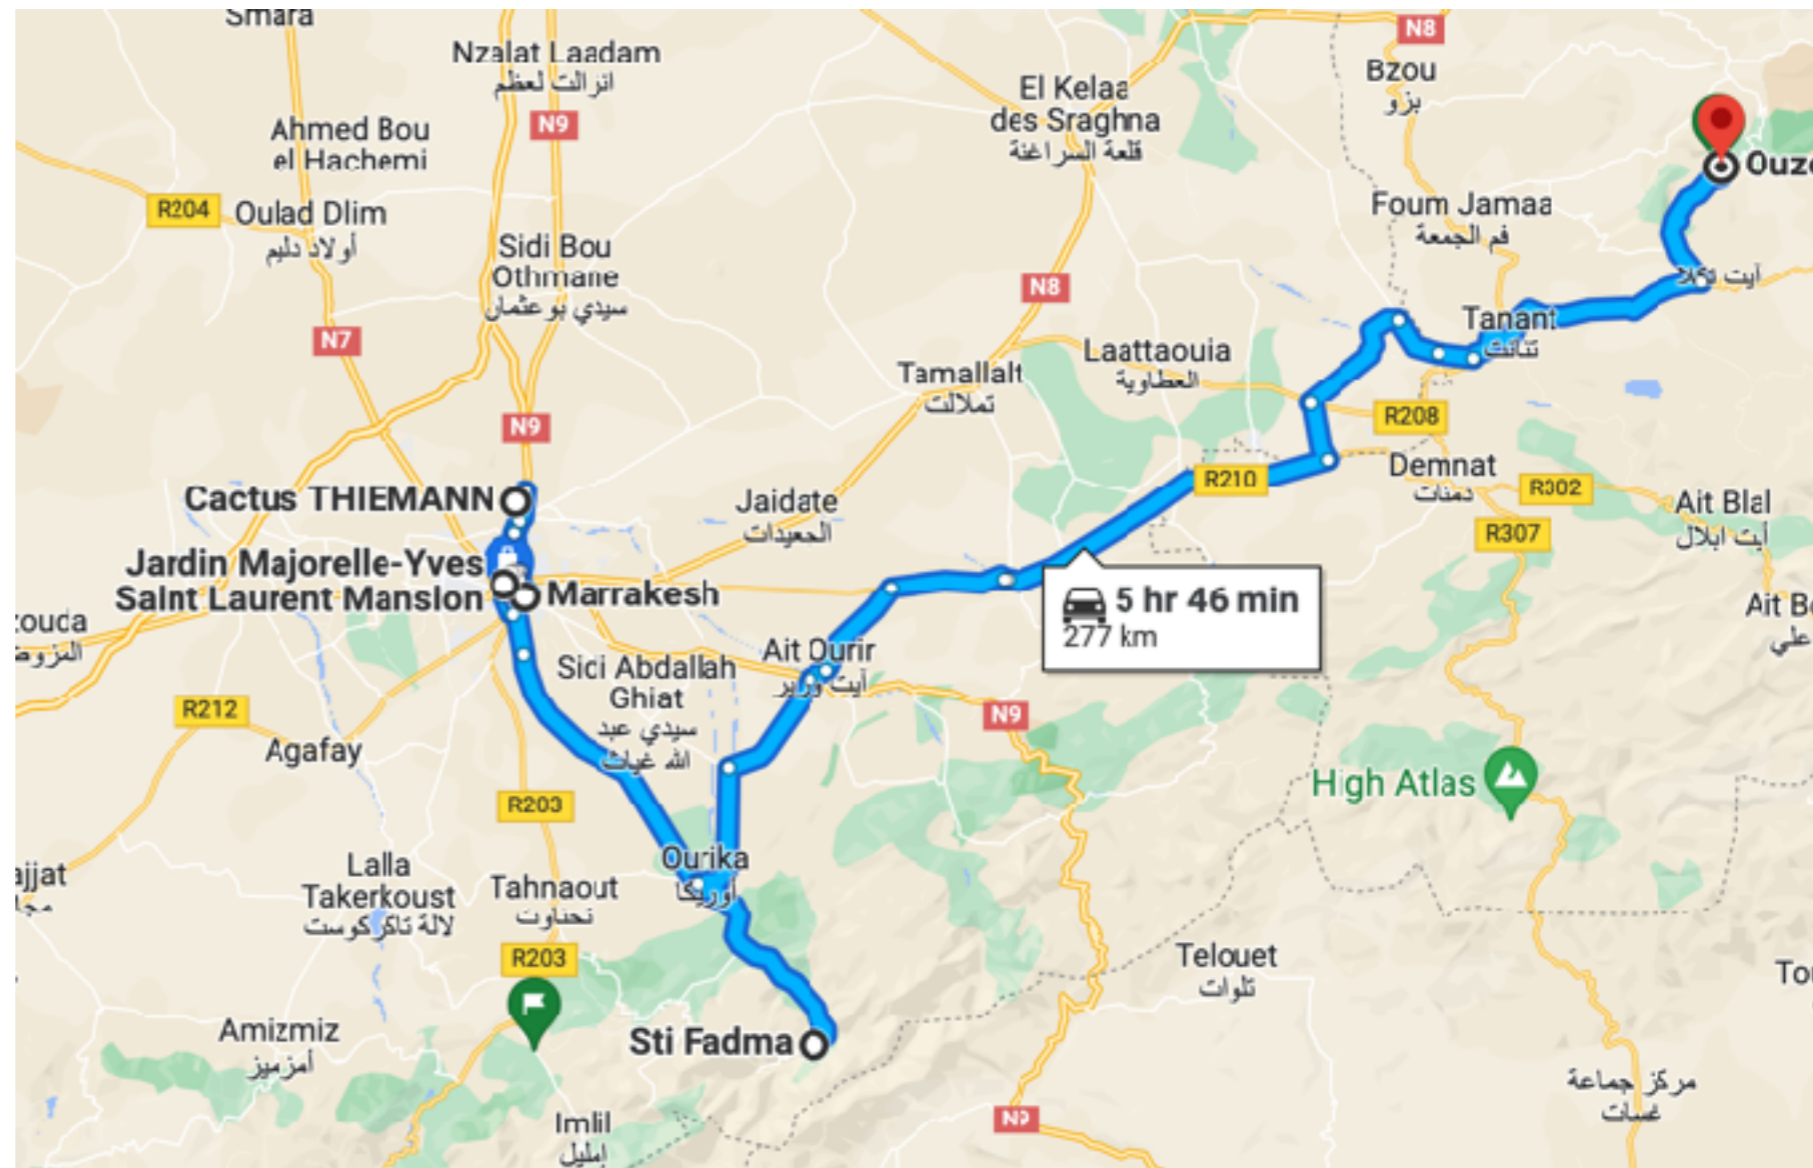 Smara
Nzalat Laadam
انزالت لعظم
N8
Bzou
بزو
El Kelaa
des Sraghna
قلعة السراغنة
Ahmed Bou
el Hachemi
N9
R204
Oulad Dlim
أولاد دليم
Foum Jamaa
فم الجمعة
Sidi Bou
Othmane
سيدي بوعثمان
N8
N7
Tanant
تنانت
Laattaouia
العطاوية
Tamallalt
تملالت
R208
N9
Demnat
دمنات
R210
R302
Ait Blal
أيت ابلال
Cactus THIEMANN
Jaidate
الجعيدات
R307
Jardin Majorelle-Yves
Saint Laurent Mansion
Marrakesh
5 hr 46 min
277 km
Sidi Abdallah
Ghiat
سيدي عبد
الله غياث
Ait Ourir
آيت ورير
R212
N9
Agafay
High Atlas
R203
Ourika
أوريكا
Lalla
Takerkoust
لالة تاكركوست
Tahnaout
تحناوت
R203
Telouet
تلوات
Amizmiz
أمزميز
Sti Fadma
مركز جماعة
غسات
Imlil
إمليل
N9